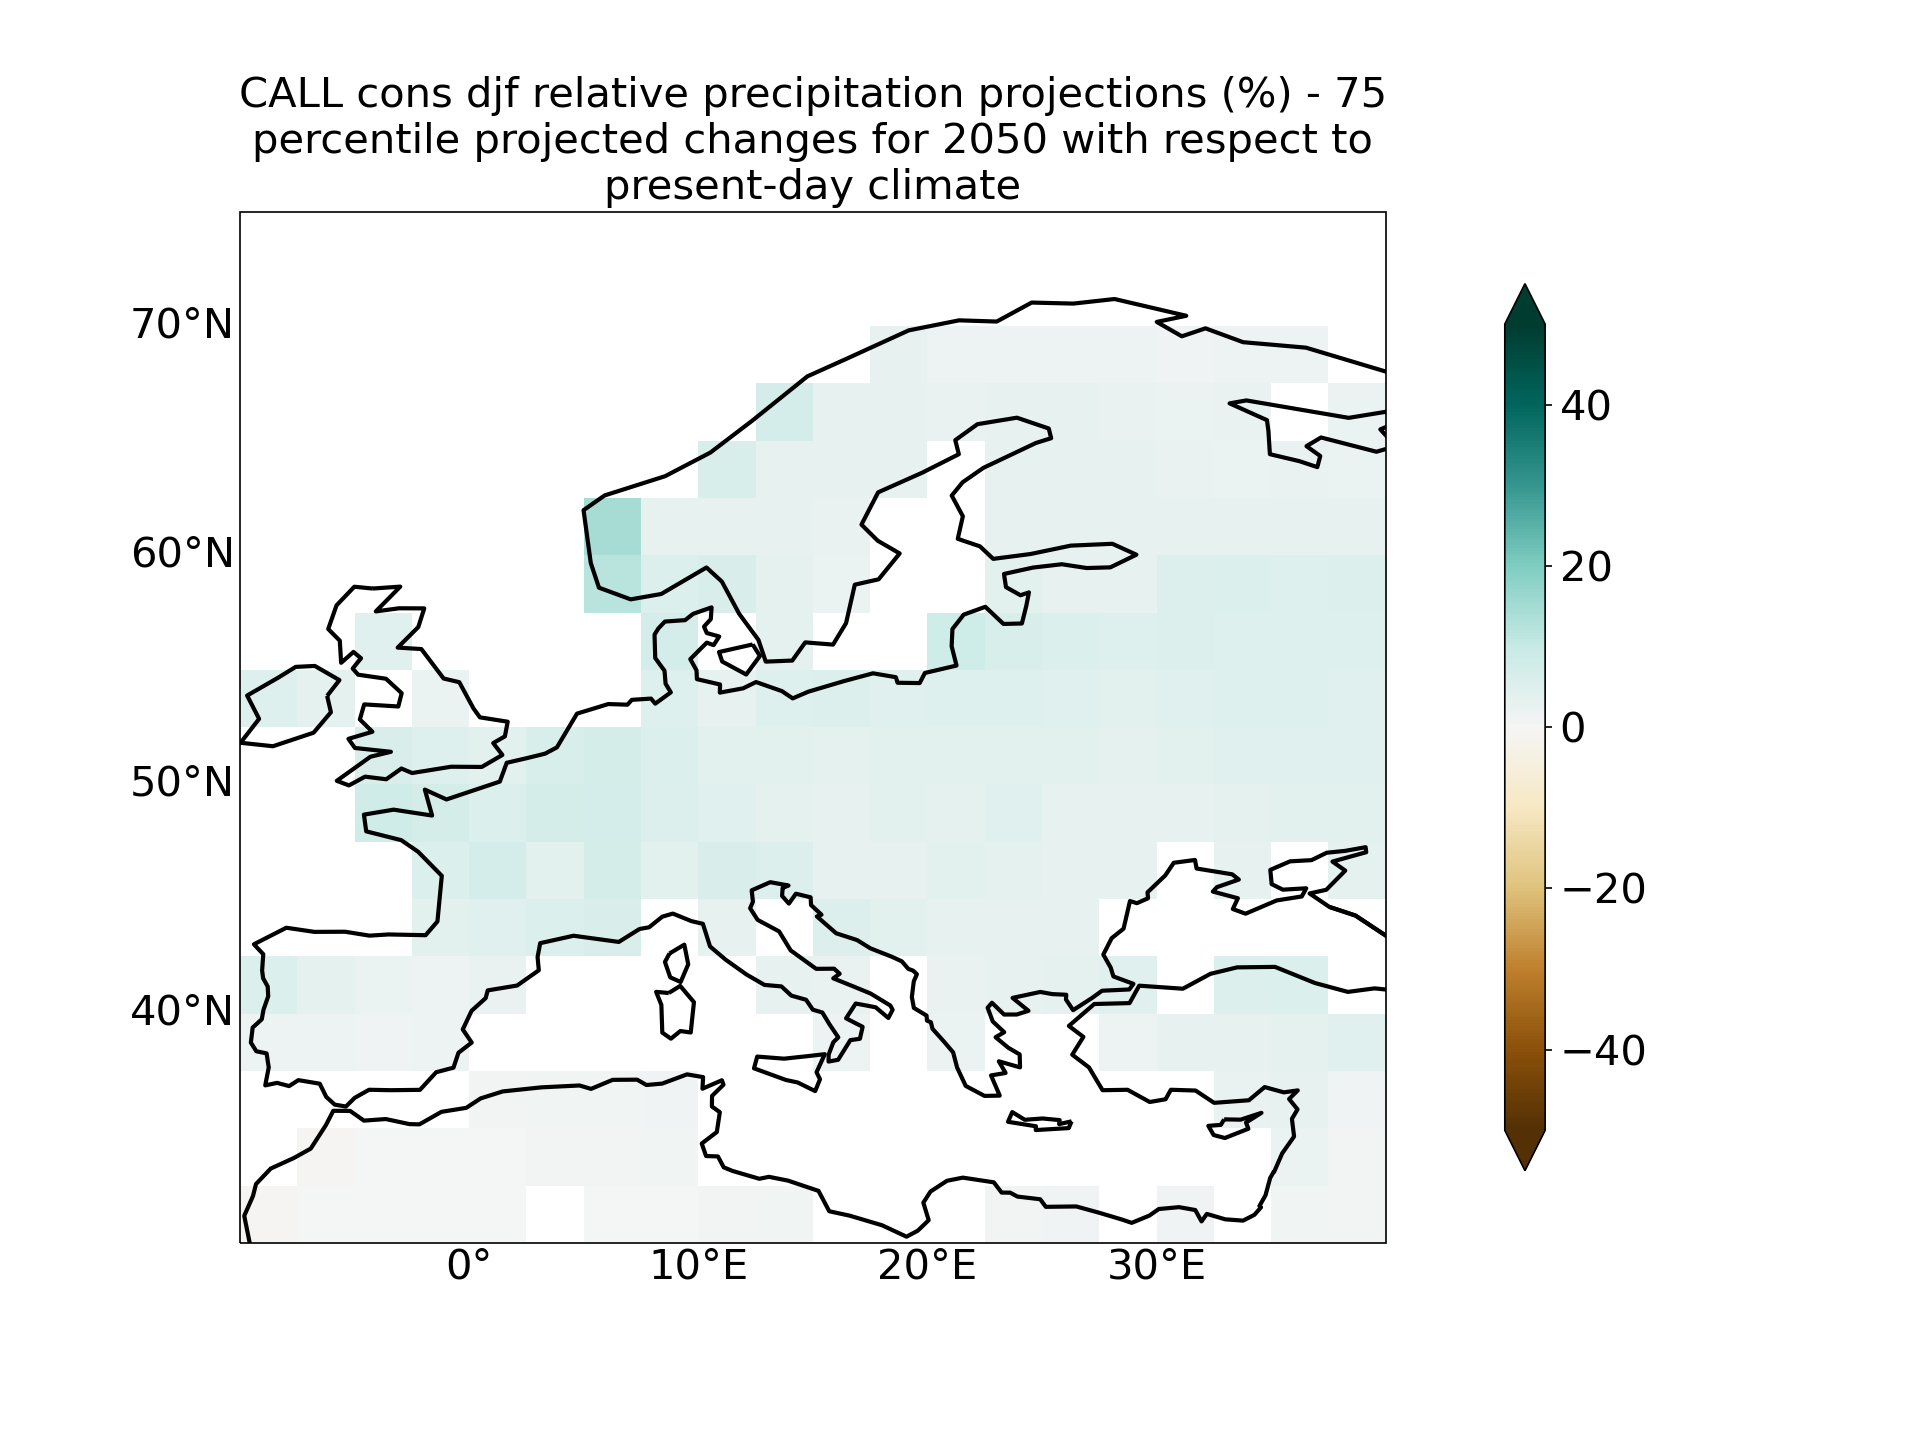 CALL cons djf relative precipitation projections (%) - 75
percentile projected changes for 2050 with respect to
present-day climate
70°N
60°N
50°N
40°N
0°
10°E
20°E
30°E
40
20
0
−20
−40